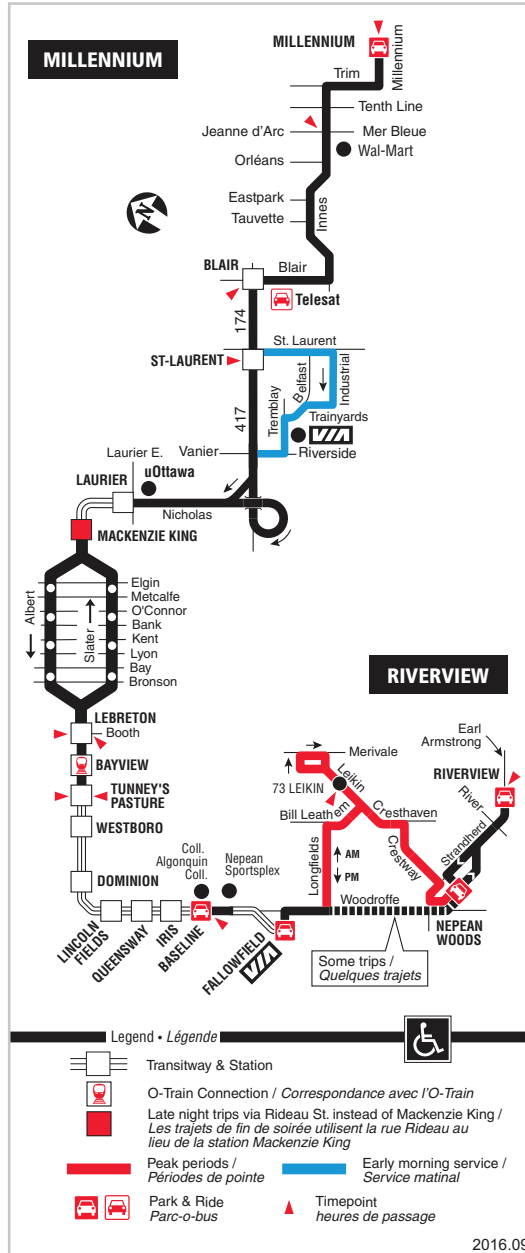 MILLENNIUM
MILLENNIUM
Millennium
Trim
Tenth Line
Jeanne d'Arc
Mer Bleue
Wal-Mart
Orléans
Eastpark
Tauvette
Innes
N
BLAIR
Blair
Telesat
174
St. Laurent
ST-LAURENT
Belfast
Industrial
Tremblay
417
Trainyards
VIA
Vanier
Riverside
Laurier E.
uOttawa
LAURIER
Nicholas
MACKENZIE KING
Albert
Slater
Elgin
Metcalfe
O'Connor
Bank
Kent
Lyon
Bay
Bronson
LEBRETON
Booth
BAYVIEW
TUNNEY'S
PASTURE
WESTBORO
DOMINION
LINCOLN
FIELDS
QUEENSWAY
IRIS
BASELINE
Coll.
Algonquin
Coll.
Nepean
Sportsplex
FALLOWFIELD
VIA
RIVERVIEW
Earl
Armstrong
RIVERVIEW
River
Strandherd
Merivale
Leikin
73 LEIKIN
Bill Leathem
Cresthaven
Crestway
Longfields
AM
PM
Woodroffe
NEPEAN
WOODS
Some trips /
Quelques trajets
Legend • Légende
Transitway & Station
O-Train Connection / Correspondance avec l'O-Train
Late night trips via Rideau St. instead of Mackenzie King /
Les trajets de fin de soirée utilisent la rue Rideau au
lieu de la station Mackenzie King
Peak periods /
Périodes de pointe
Early morning service /
Service matinal
Park & Ride
Parc-o-bus
Timepoint
heures de passage
2016.09